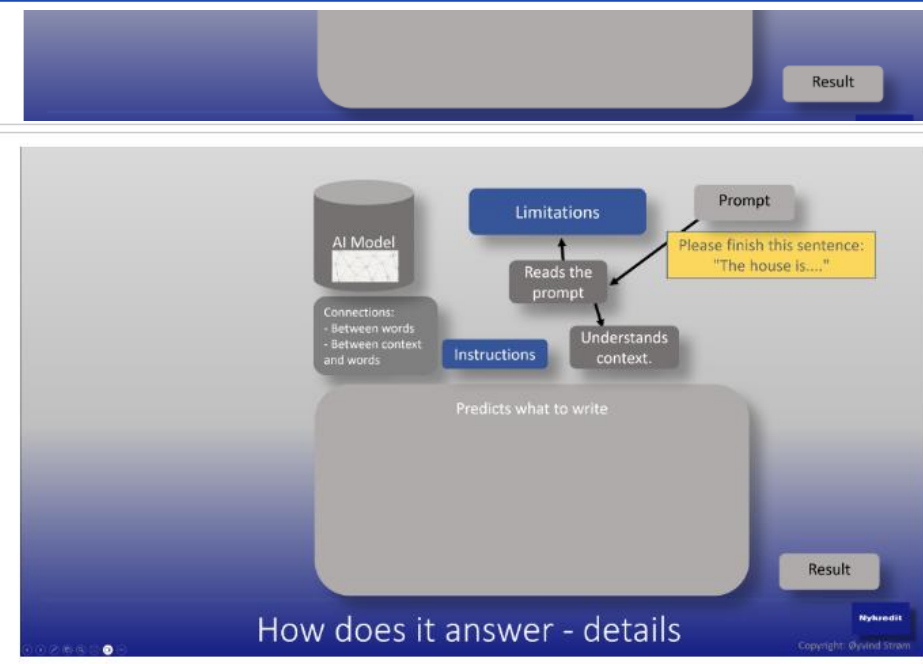 Result
Limitations
Prompt
AI Model
Please finish this sentence:
"The house is...."
Reads the
prompt
Connections:
- Between words
- Between context
and words
Instructions
Understands
context.
Predicts what to write
Result
How does it answer - details
Nykredit
Copyright: Øyvind Strøm